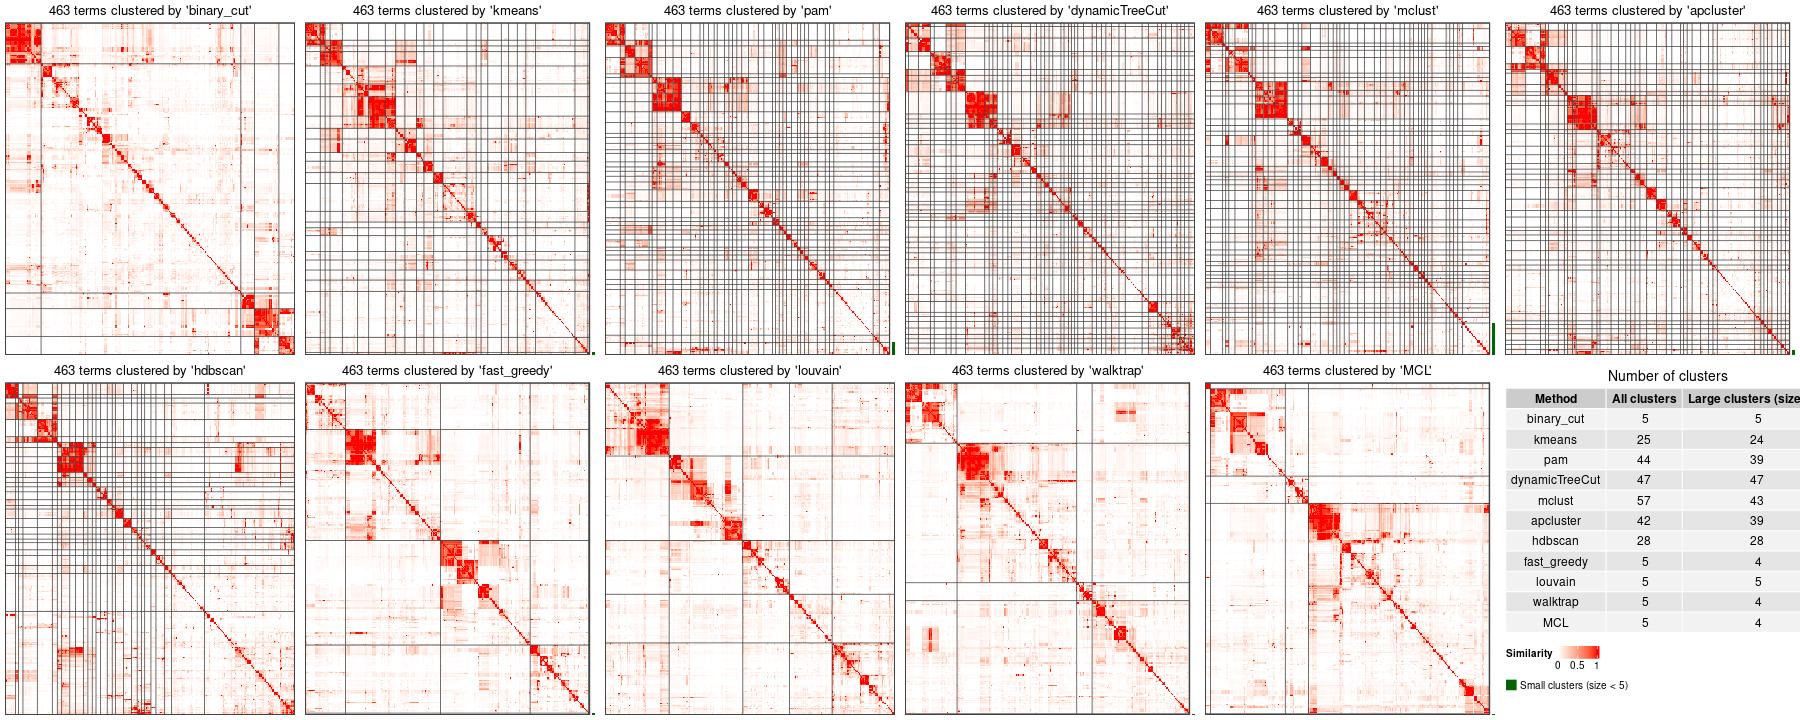 463 terms clustered by 'binary_cut'
463 terms clustered by 'kmeans'
463 terms clustered by 'pam'
463 terms clustered by 'dynamicTreeCut'
463 terms clustered by 'mclust'
463 terms clustered by 'apcluster'
463 terms clustered by 'hdbscan'
463 terms clustered by 'fast_greedy'
463 terms clustered by 'louvain'
463 terms clustered by 'walktrap'
463 terms clustered by 'MCL'
Number of clusters
Method All clusters Large clusters (size
binary_cut 5 5
kmeans 25 24
pam 44 39
dynamicTreeCut 47 47
mclust 57 43
apcluster 42 39
hdbscan 28 28
fast_greedy 5 4
louvain 5 5
walktrap 5 4
MCL 5 4
Similarity
0 0.5 1
Small clusters (size < 5)